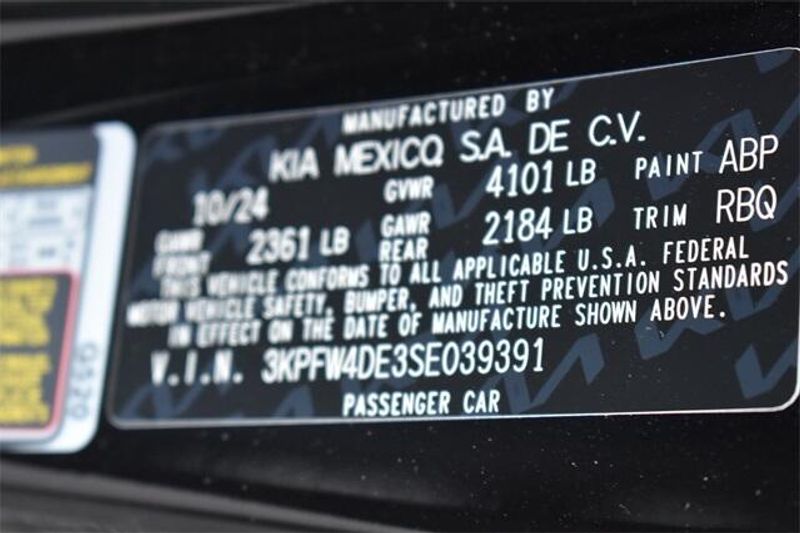 MANUFACTURED BY
KIA MEXICO S.A. DE C.V.
10/24 GVWR 4101 LB PAINT ABP
GAWR FRONT 2361 LB GAWR REAR 2184 LB TRIM RBQ
THIS VEHICLE CONFORMS TO ALL APPLICABLE U.S.A. FEDERAL
MOTOR VEHICLE SAFETY, BUMPER, AND THEFT PREVENTION STANDARDS
IN EFFECT ON THE DATE OF MANUFACTURE SHOWN ABOVE.
V.I.N. 3KPFW4DE3SE039391
PASSENGER CAR